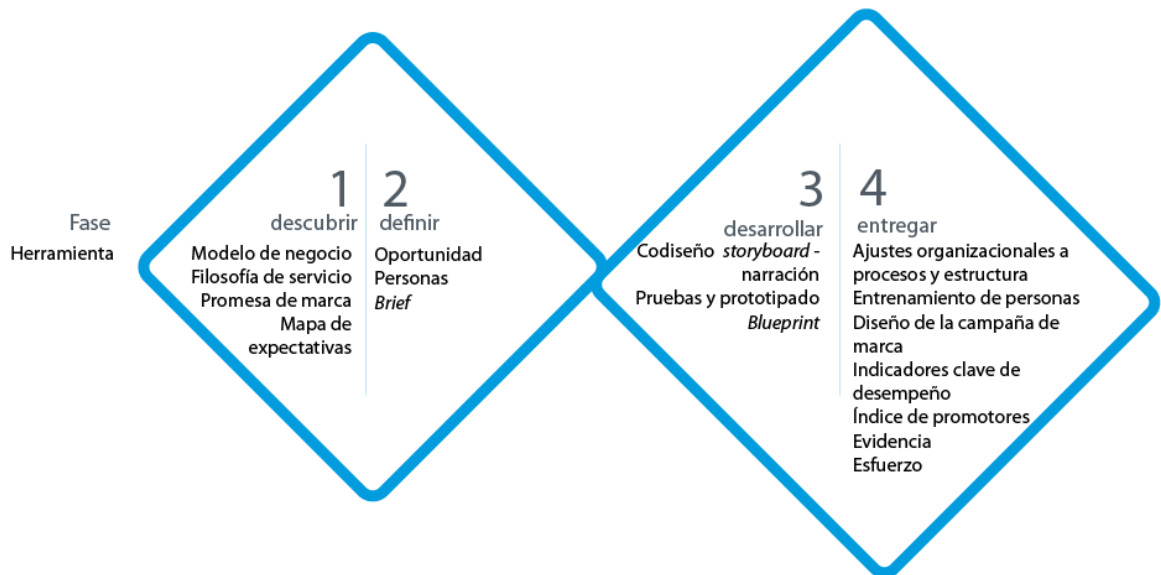 Fase
Herramienta
1
descubrir
Modelo de negocio
Filosofía de servicio
Promesa de marca
Mapa de
expectativas
2
definir
Oportunidad
Personas
Brief
3
desarrollar
Codiseño storyboard -
narración
Pruebas y prototipado
Blueprint
4
entregar
Ajustes organizacionales a
procesos y estructura
Entrenamiento de personas
Diseño de la campaña de
marca
Indicadores clave de
desempeño
Índice de promotores
Evidencia
Esfuerzo